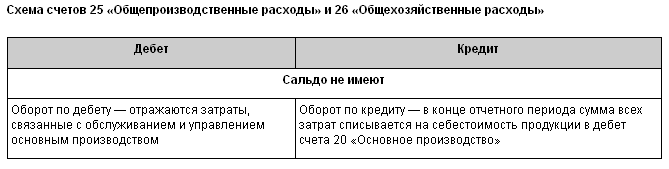 Схема счетов 25 «Общепроизводственные расходы» и 26 «Общехозяйственные расходы»
Дебет
Кредит
Сальдо не имеют
Оборот по дебету — отражаются затраты,
связанные с обслуживанием и управлением
основным производством
Оборот по кредиту — в конце отчетного периода сумма всех
затрат списывается на себестоимость продукции в дебет
счета 20 «Основное производство»